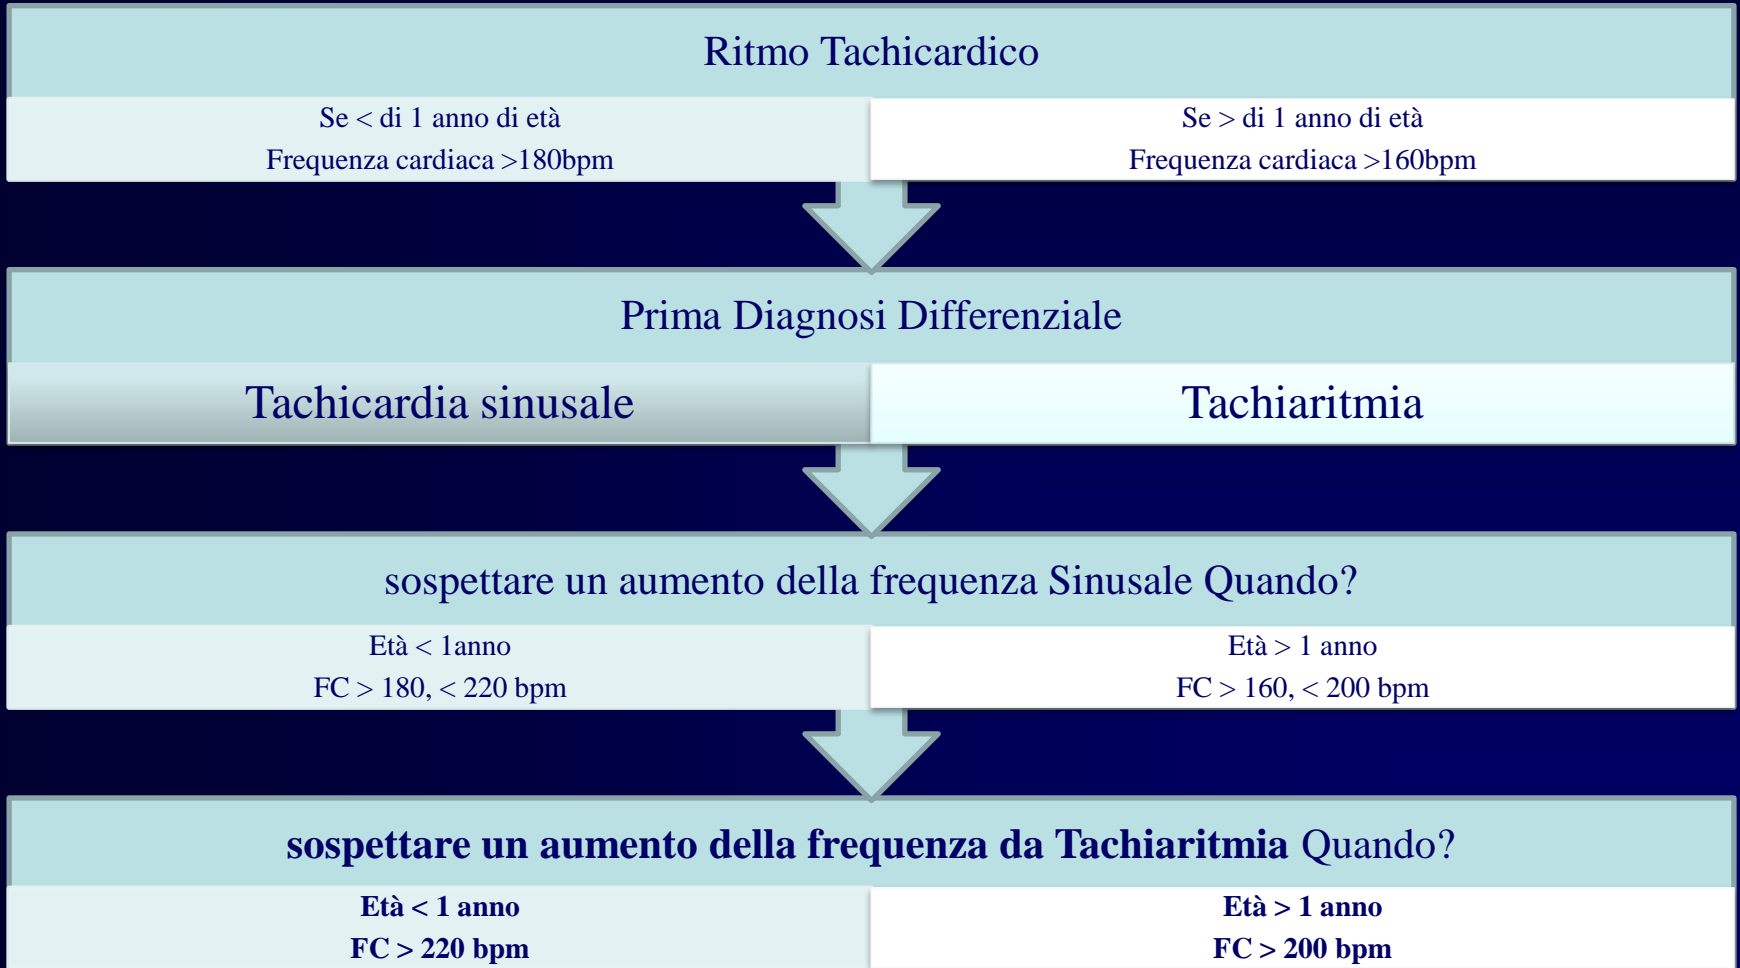 Ritmo Tachicardico
Se < di 1 anno di età
Frequenza cardiaca >180bpm
Se > di 1 anno di età
Frequenza cardiaca >160bpm
Prima Diagnosi Differenziale
Tachicardia sinusale
Tachiaritmia
sospettare un aumento della frequenza Sinusale Quando?
Età < 1anno
FC > 180, < 220 bpm
Età > 1 anno
FC > 160, < 200 bpm
sospettare un aumento della frequenza da Tachiaritmia Quando?
Età < 1 anno
FC > 220 bpm
Età > 1 anno
FC > 200 bpm